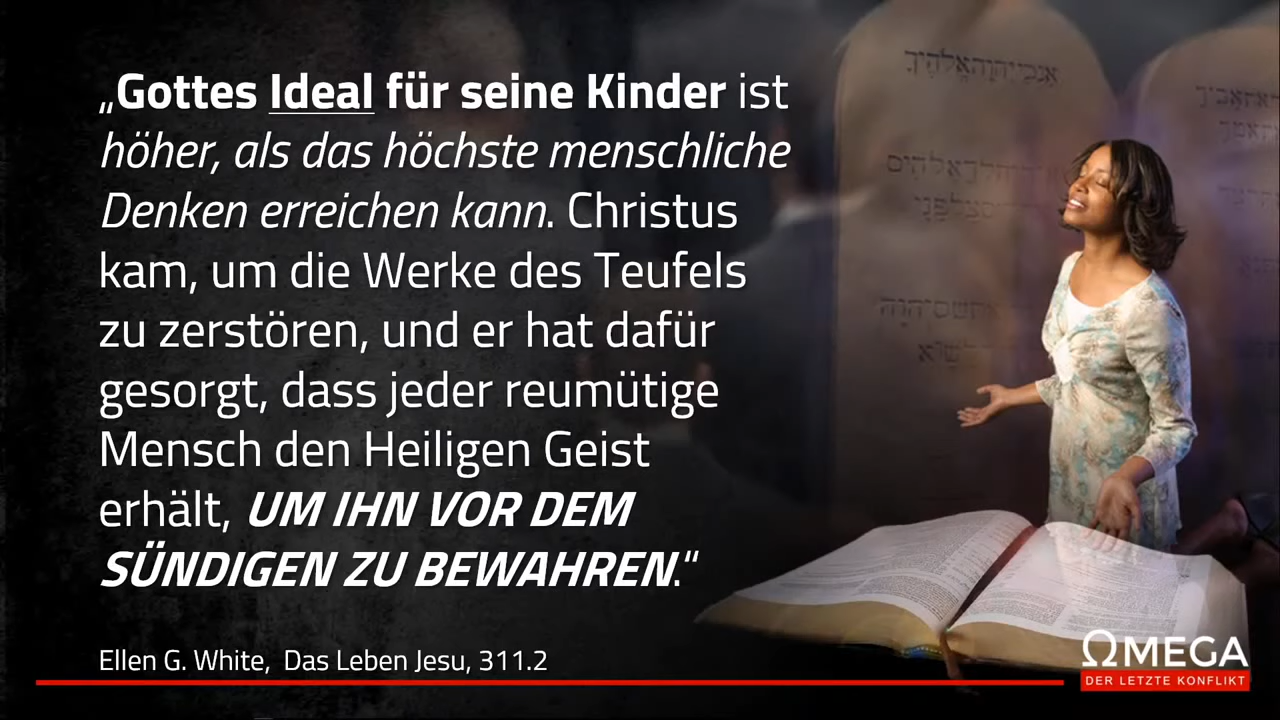 „Gottes Ideal für seine Kinder ist
höher, als das höchste menschliche
Denken erreichen kann. Christus
kam, um die Werke des Teufels
zu zerstören, und er hat dafür
gesorgt, dass jeder reumütige
Mensch den Heiligen Geist
erhält, UM IHN VOR DEM
SÜNDIGEN ZU BEWAHREN.“
Ellen G. White, Das Leben Jesu, 311.2
ΩMEGA
DER LETZTE KONFLIKT